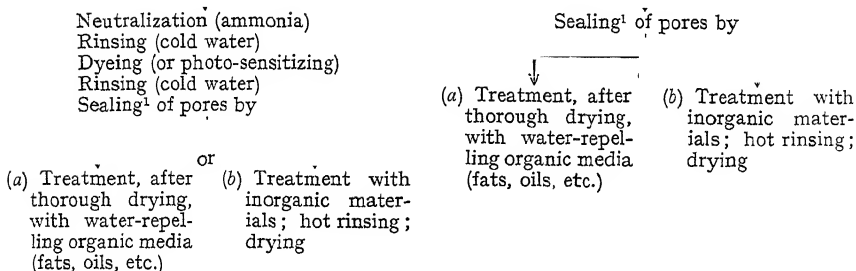 Neutralization (ammonia)
Rinsing (cold water)
Dyeing (or photo-sensitizing)
Rinsing (cold water)
Sealing¹ of pores by
or
(a) Treatment, after
thorough drying,
with water-repel-
ling organic media
(fats, oils, etc.)
(b) Treatment with
inorganic mater-
ials; hot rinsing;
drying
Sealing¹ of pores by
(a) Treatment, after
thorough drying,
with water-repel-
ling organic media
(fats, oils, etc.)
(b) Treatment with
inorganic mater-
ials; hot rinsing;
drying